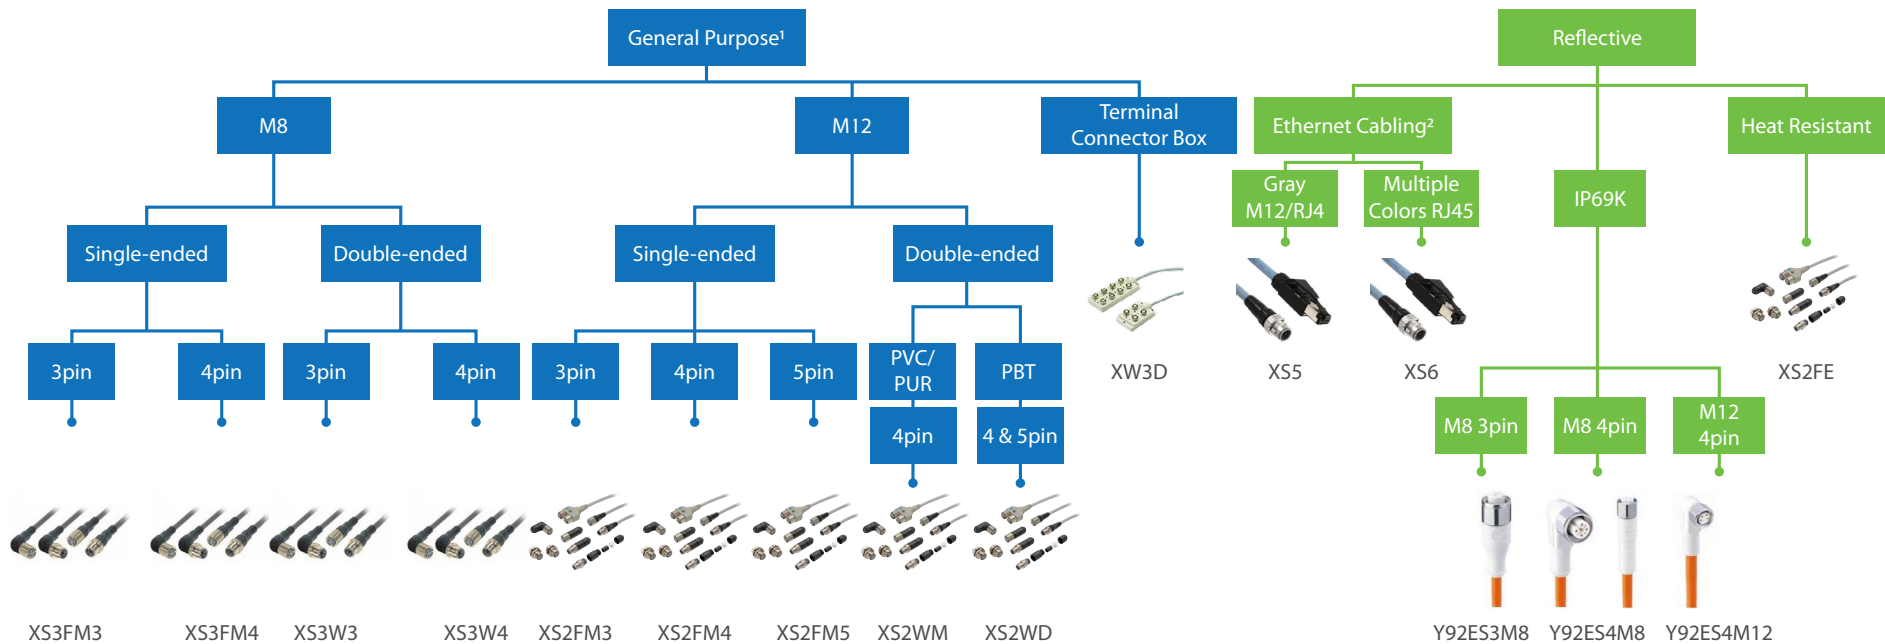 General Purpose¹
Reflective
M8
M12
Terminal
Connector Box
Ethernet Cabling²
Heat Resistant
Gray
M12/RJ4
Multiple
Colors RJ45
IP69K
Single-ended
Double-ended
Single-ended
Double-ended
3pin
4pin
3pin
4pin
3pin
4pin
5pin
PVC/
PUR
PBT
XW3D
XS5
XS6
XS2FE
4pin
4 & 5pin
M8 3pin
M8 4pin
M12
4pin
XS3FM3
XS3FM4
XS3W3
XS3W4
XS2FM3
XS2FM4
XS2FM5
XS2WM
XS2WD
Y92ES3M8
Y92ES4M8
Y92ES4M12